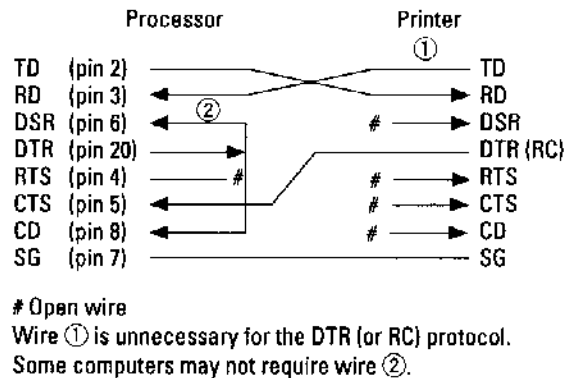 Processor Printer
①
TD (pin 2) TD
RD (pin 3) RD
②
DSR (pin 6) # DSR
DTR (pin 20) DTR (RC)
RTS (pin 4) # # RTS
CTS (pin 5) # CTS
CD (pin 8) # CD
SG (pin 7) SG
# Open wire
Wire ① is unnecessary for the DTR (or RC) protocol.
Some computers may not require wire ②.